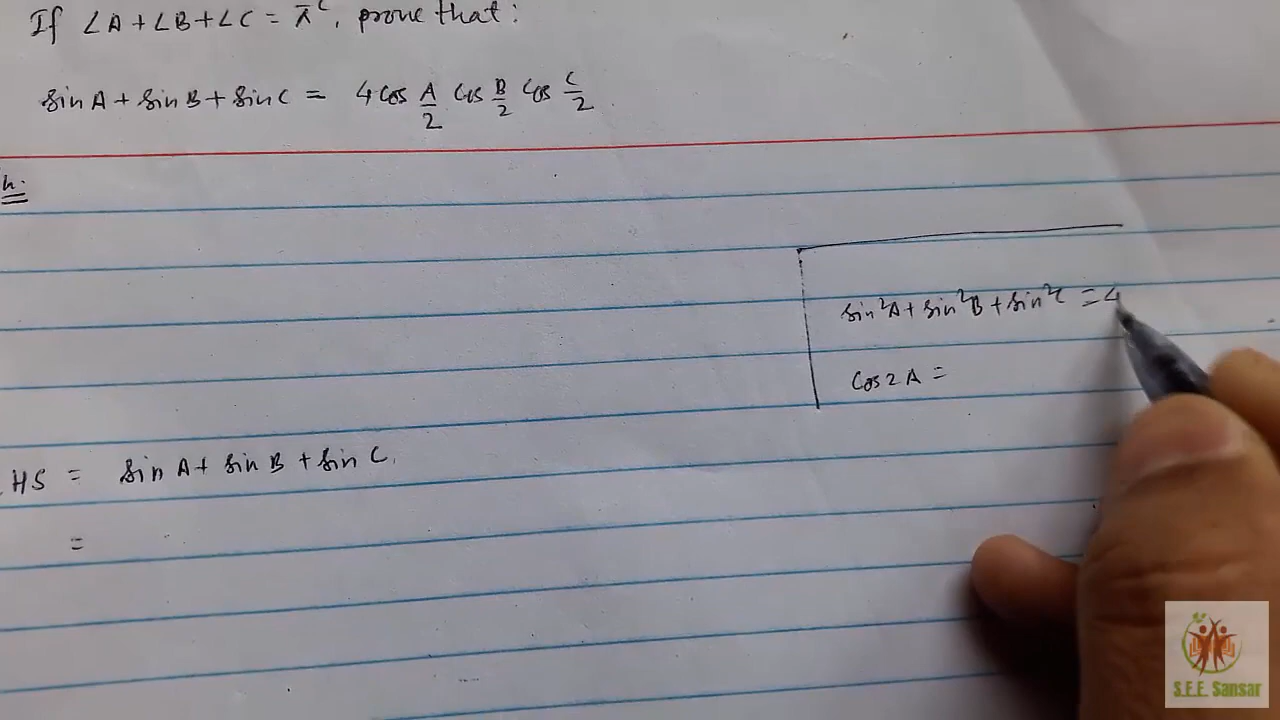 If ∠A+∠B+∠C = π^c, prove that:
sin A + sin B + sin C = 4 cos A/2 cos B/2 cos C/2
n.
sin²A + sin²B + sin²C = 4
Cos 2A =
HS = sin A + sin B + sin C.
=
S.E.E. Sansar